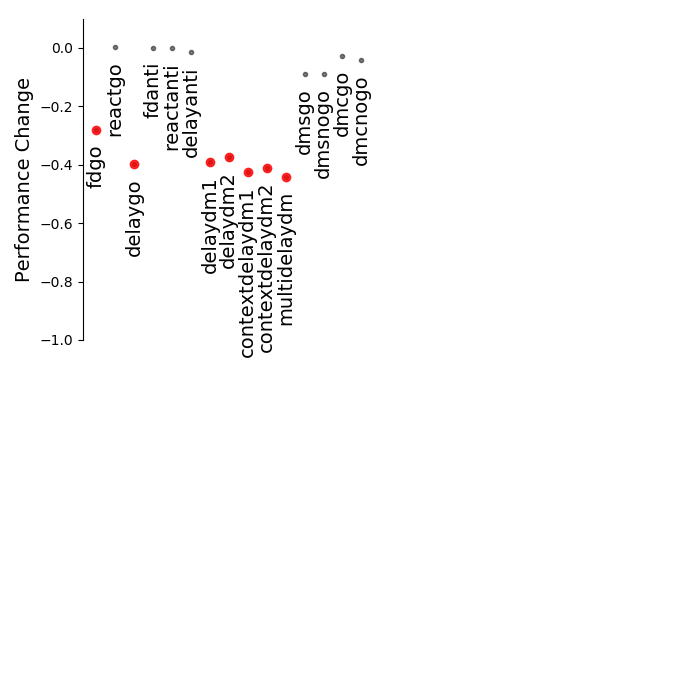 0.0
−0.2
−0.4
−0.6
−0.8
−1.0
Performance Change
fdgo
reactgo
delaygo
fdanti
reactanti
delayanti
delaydm1
delaydm2
contextdelaydm1
contextdelaydm2
multidelaydm
dmsgo
dmsnogo
dmcgo
dmcnogo